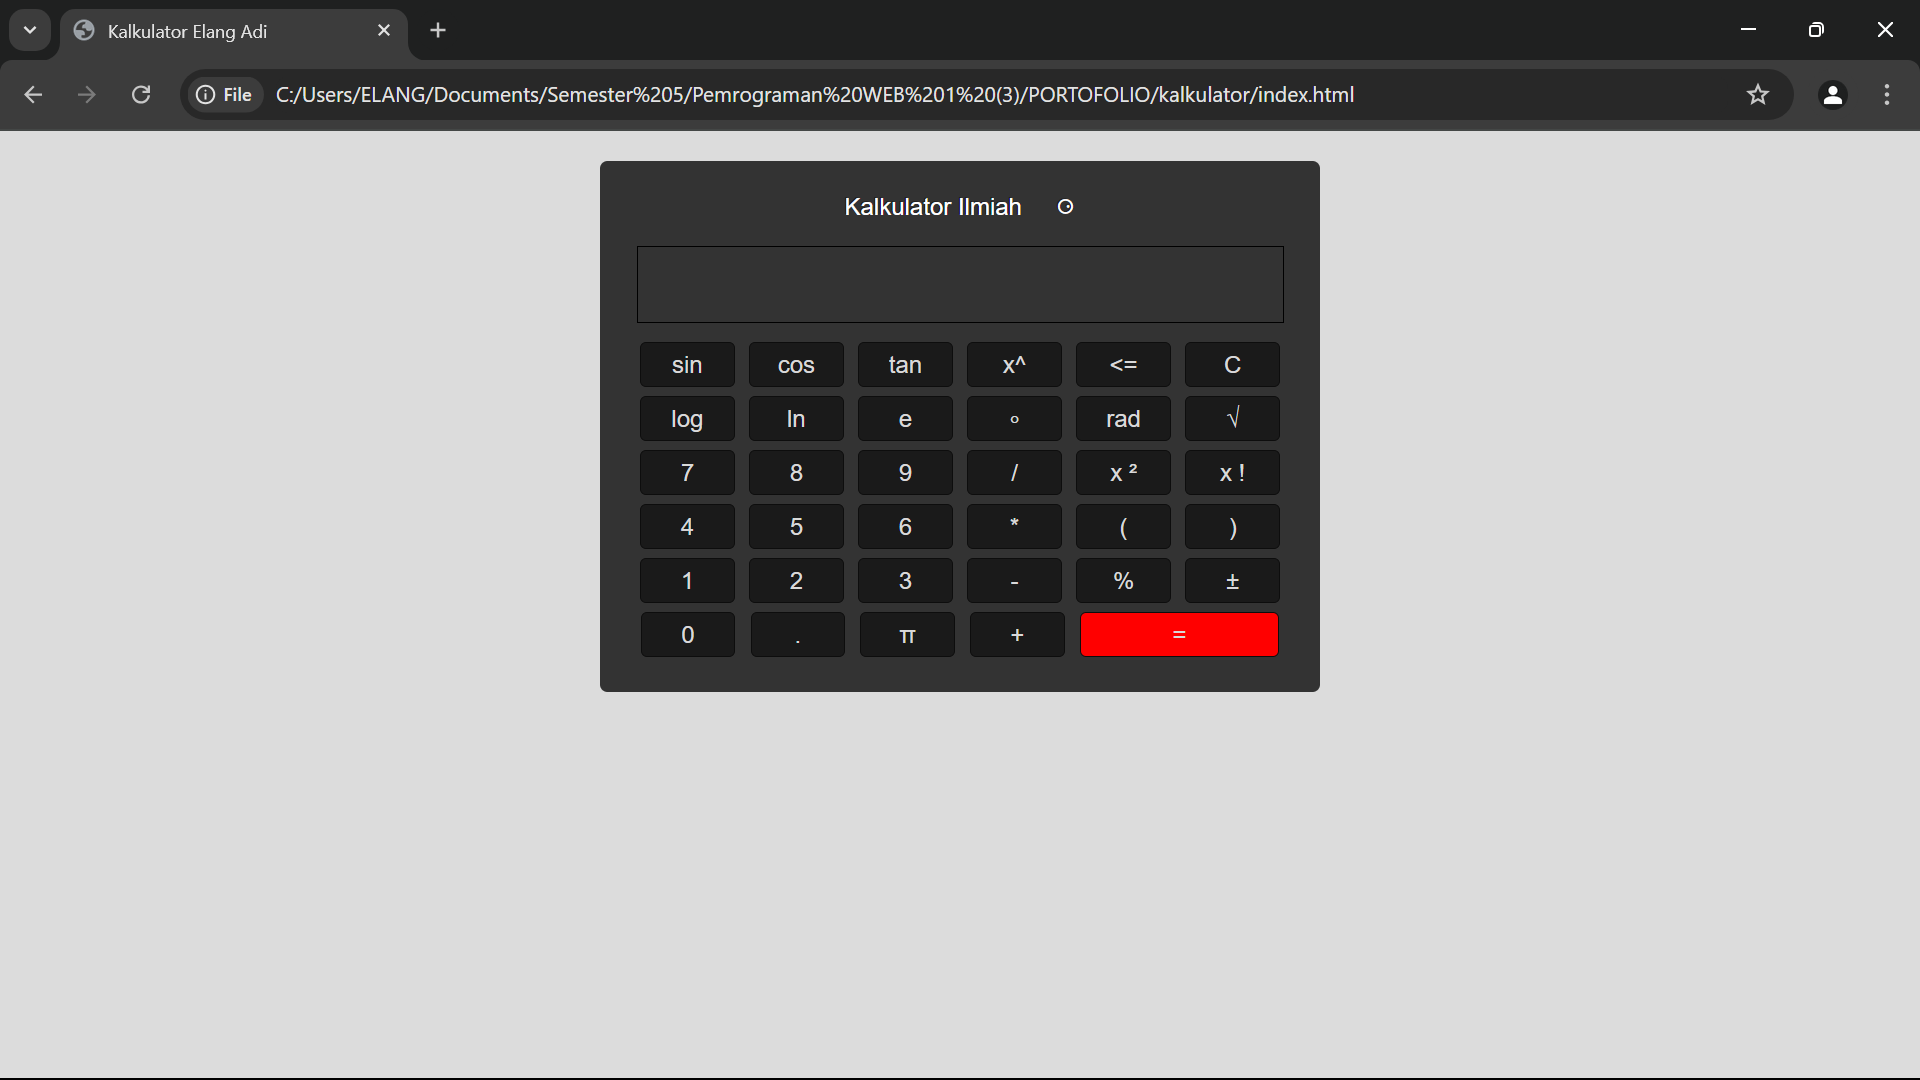 Kalkulator Elang Adi
File C:/Users/ELANG/Documents/Semester%205/Pemrograman%20WEB%201%20(3)/PORTOFOLIO/kalkulator/index.html
Kalkulator Ilmiah
sin cos tan x^ <= C
log ln e ° rad √
7 8 9 / x ² x !
4 5 6 * ( )
1 2 3 - % ±
0 . π + =